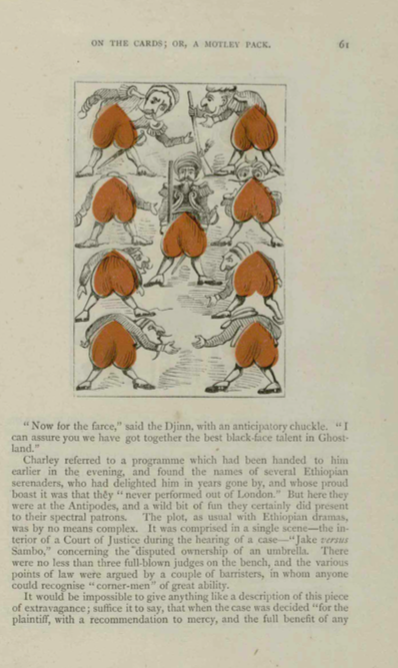 ON THE CARDS; OR, A MOTLEY PACK. 61
"Now for the farce," said the Djinn, with an anticipatory chuckle. "I
can assure you we have got together the best black-face talent in Ghost-
land."
Charley referred to a programme which had been handed to him
earlier in the evening, and found the names of several Ethiopian
serenaders, who had delighted him in years gone by, and whose proud
boast it was that they "never performed out of London." But here they
were at the Antipodes, and a wild bit of fun they certainly did present
to their spectral patrons. The plot, as usual with Ethiopian dramas,
was by no means complex. It was comprised in a single scene—the in-
terior of a Court of Justice during the hearing of a case—"Jake versus
Sambo," concerning the disputed ownership of an umbrella. There
were no less than three full-blown judges on the bench, and the various
points of law were argued by a couple of barristers, in whom anyone
could recognise "corner-men" of great ability.
It would be impossible to give anything like a description of this piece
of extravagance; suffice it to say, that when the case was decided "for the
plaintiff, with a recommendation to mercy, and the full benefit of any